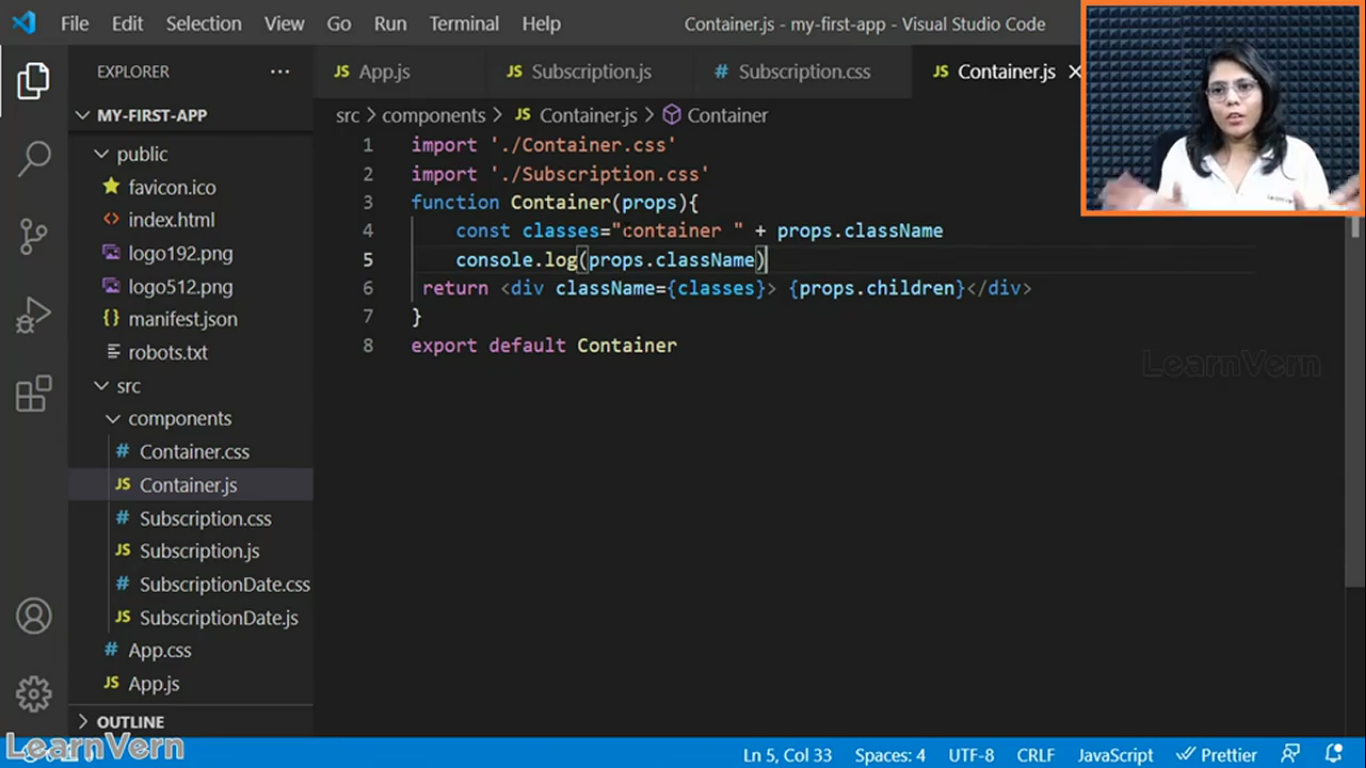 File Edit Selection View Go Run Terminal Help Container.js - my-first-app - Visual Studio Code
EXPLORER ···
JS App.js JS Subscription.js # Subscription.css JS Container.js
MY-FIRST-APP
src > components > JS Container.js > Container
public
favicon.ico
index.html
logo192.png
logo512.png
manifest.json
robots.txt
src
components
# Container.css
JS Container.js
# Subscription.css
JS Subscription.js
# SubscriptionDate.css
JS SubscriptionDate.js
# App.css
JS App.js
OUTLINE
1 import './Container.css'
2 import './Subscription.css'
3 function Container(props){
4 const classes="container " + props.className
5 console.log(props.className)
6 return <div className={classes}> {props.children}</div>
7 }
8 export default Container
LearnVern
LearnVern
Ln 5, Col 33 Spaces: 4 UTF-8 CRLF JavaScript Prettier